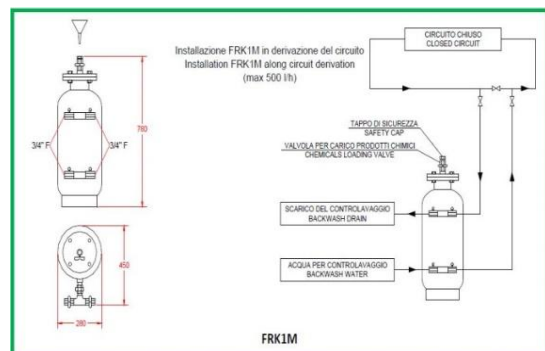 Installazione FRK1M in derivazione del circuito
Installation FRK1M along circuit derivation
(max 500 l/h)
CIRCUITO CHIUSO
CLOSED CIRCUIT
780
3/4" F
3/4" F
TAPPO DI SICUREZZA
SAFETY CAP
VALVOLA PER CARICO PRODOTTI CHIMICI
CHEMICALS LOADING VALVE
SCARICO DEL CONTROLAVAGGIO
BACKWASH DRAIN
ACQUA PER CONTROLAVAGGIO
BACKWASH WATER
450
280
FRK1M